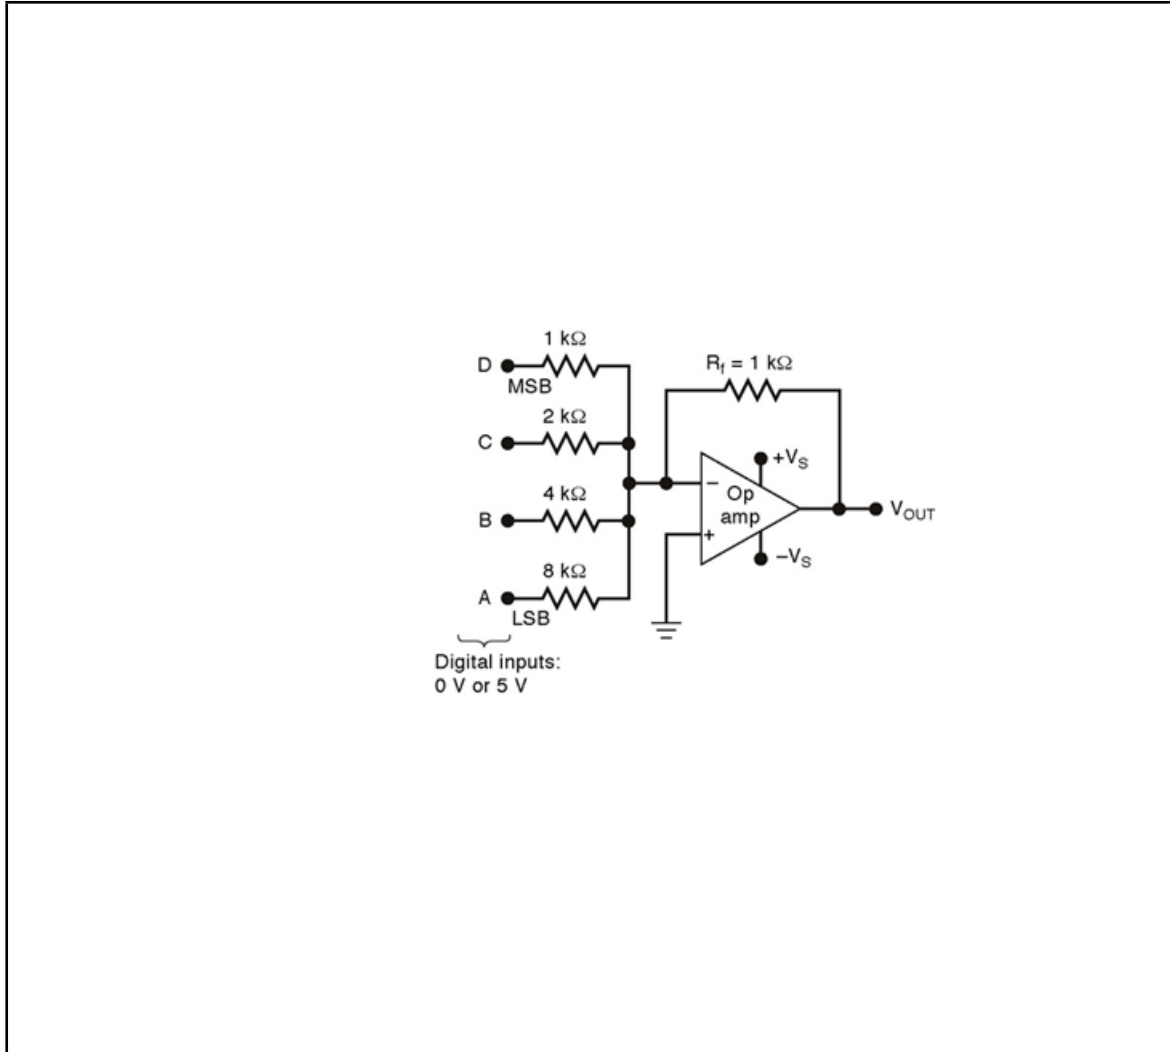 1 kΩ
D
MSB
R_f = 1 kΩ
2 kΩ
C
+V_S
−
Op
amp
4 kΩ
B
+
V_OUT
−V_S
8 kΩ
A
LSB
Digital inputs:
0 V or 5 V